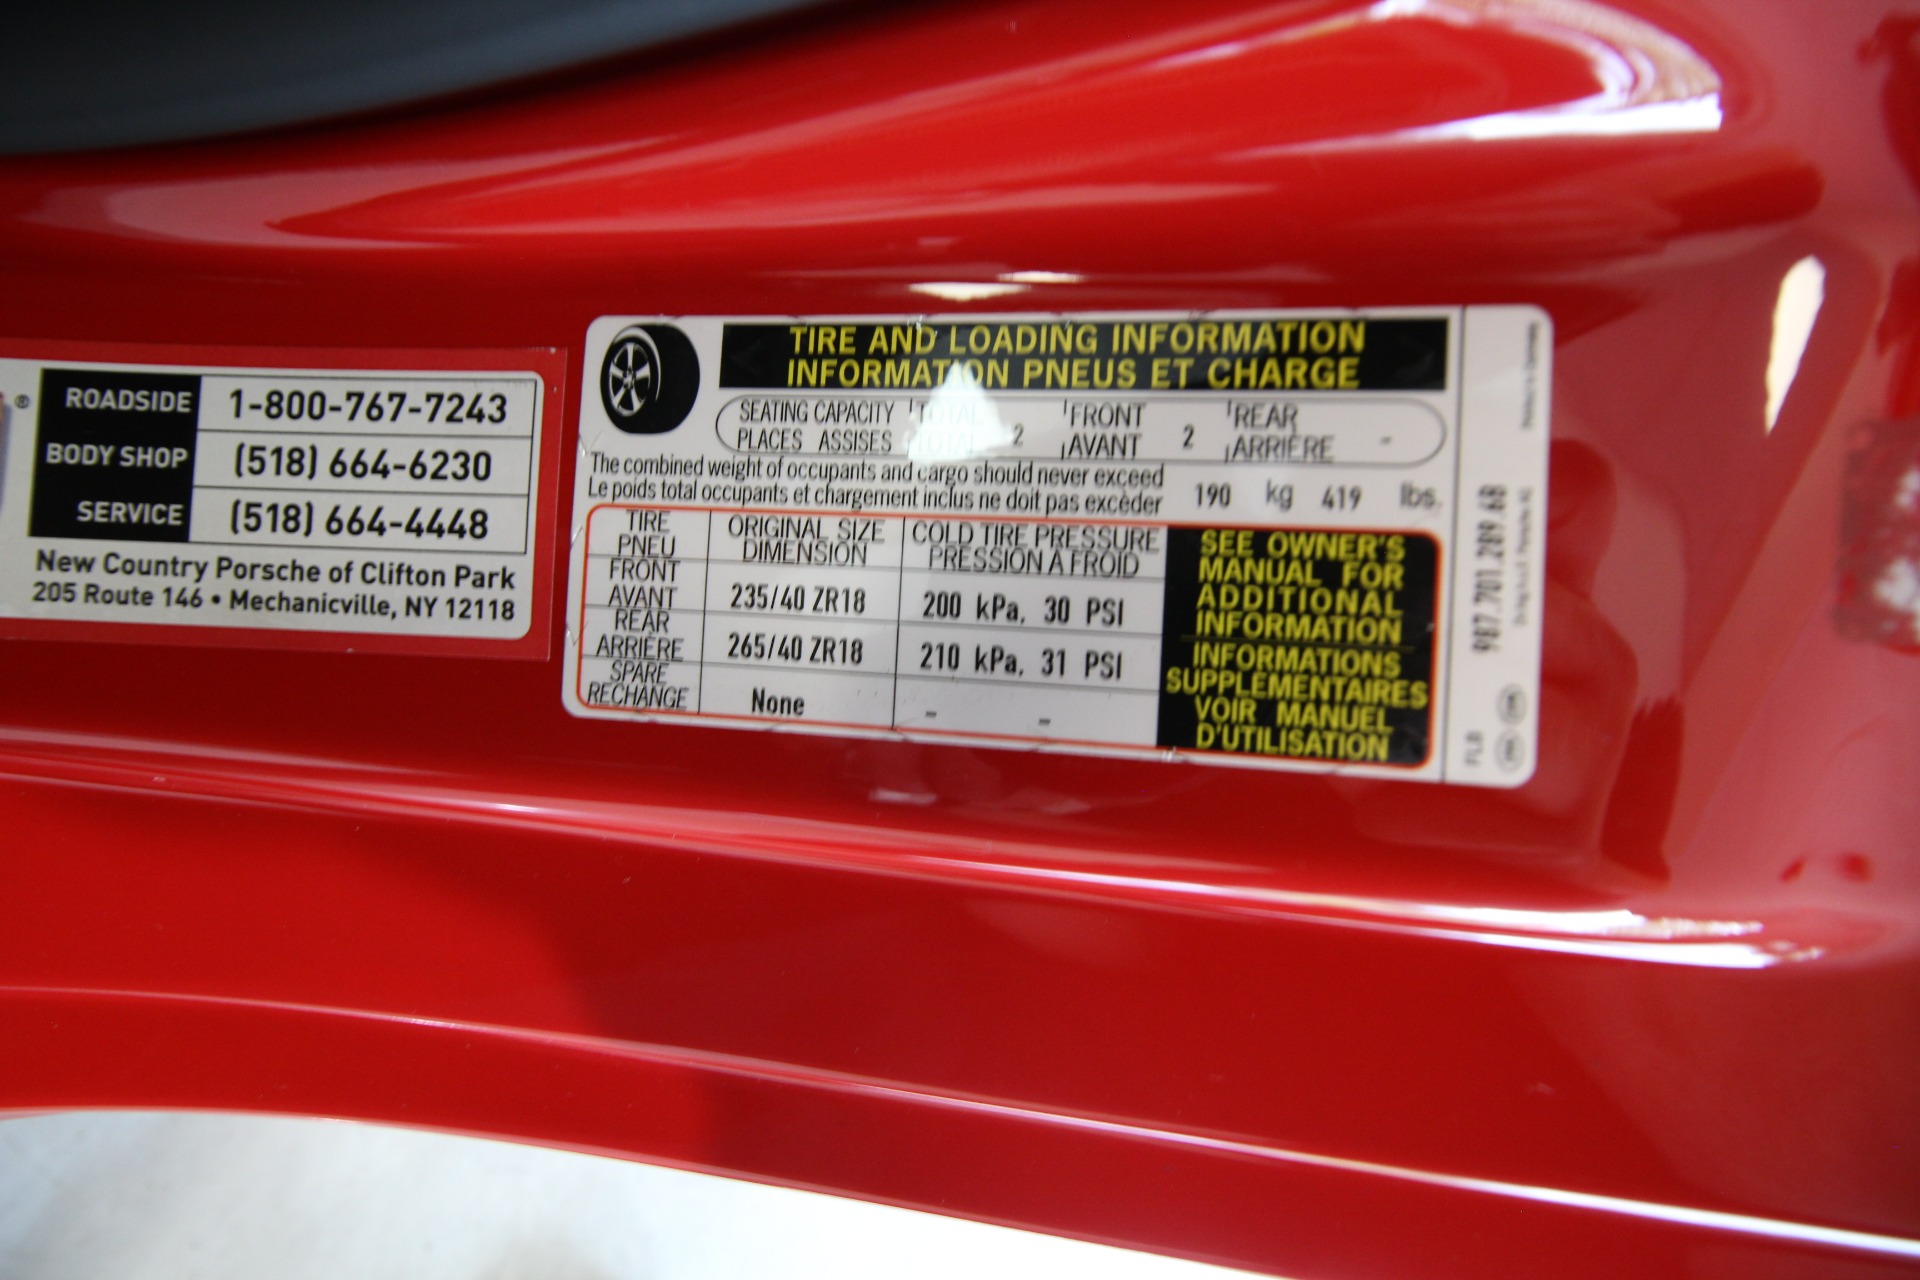 ®
ROADSIDE 1-800-767-7243
BODY SHOP (518) 664-6230
SERVICE (518) 664-4448
New Country Porsche of Clifton Park
205 Route 146 • Mechanicville, NY 12118
TIRE AND LOADING INFORMATION
INFORMATION PNEUS ET CHARGE
SEATING CAPACITY TOTAL FRONT REAR
PLACES ASSISES TOTAL 2 AVANT 2 ARRIÈRE -
The combined weight of occupants and cargo should never exceed
Le poids total occupants et chargement inclus ne doit pas excéder
190 kg 419 lbs.
TIRE ORIGINAL SIZE COLD TIRE PRESSURE
PNEU DIMENSION PRESSION A FROID
FRONT
AVANT 235/40 ZR18 200 kPa, 30 PSI
REAR
ARRIÈRE 265/40 ZR18 210 kPa, 31 PSI
SPARE
RECHANGE None - -
SEE OWNER'S
MANUAL FOR
ADDITIONAL
INFORMATION
INFORMATIONS
SUPPLEMENTAIRES
VOIR MANUEL
D'UTILISATION
987.701.289.6B